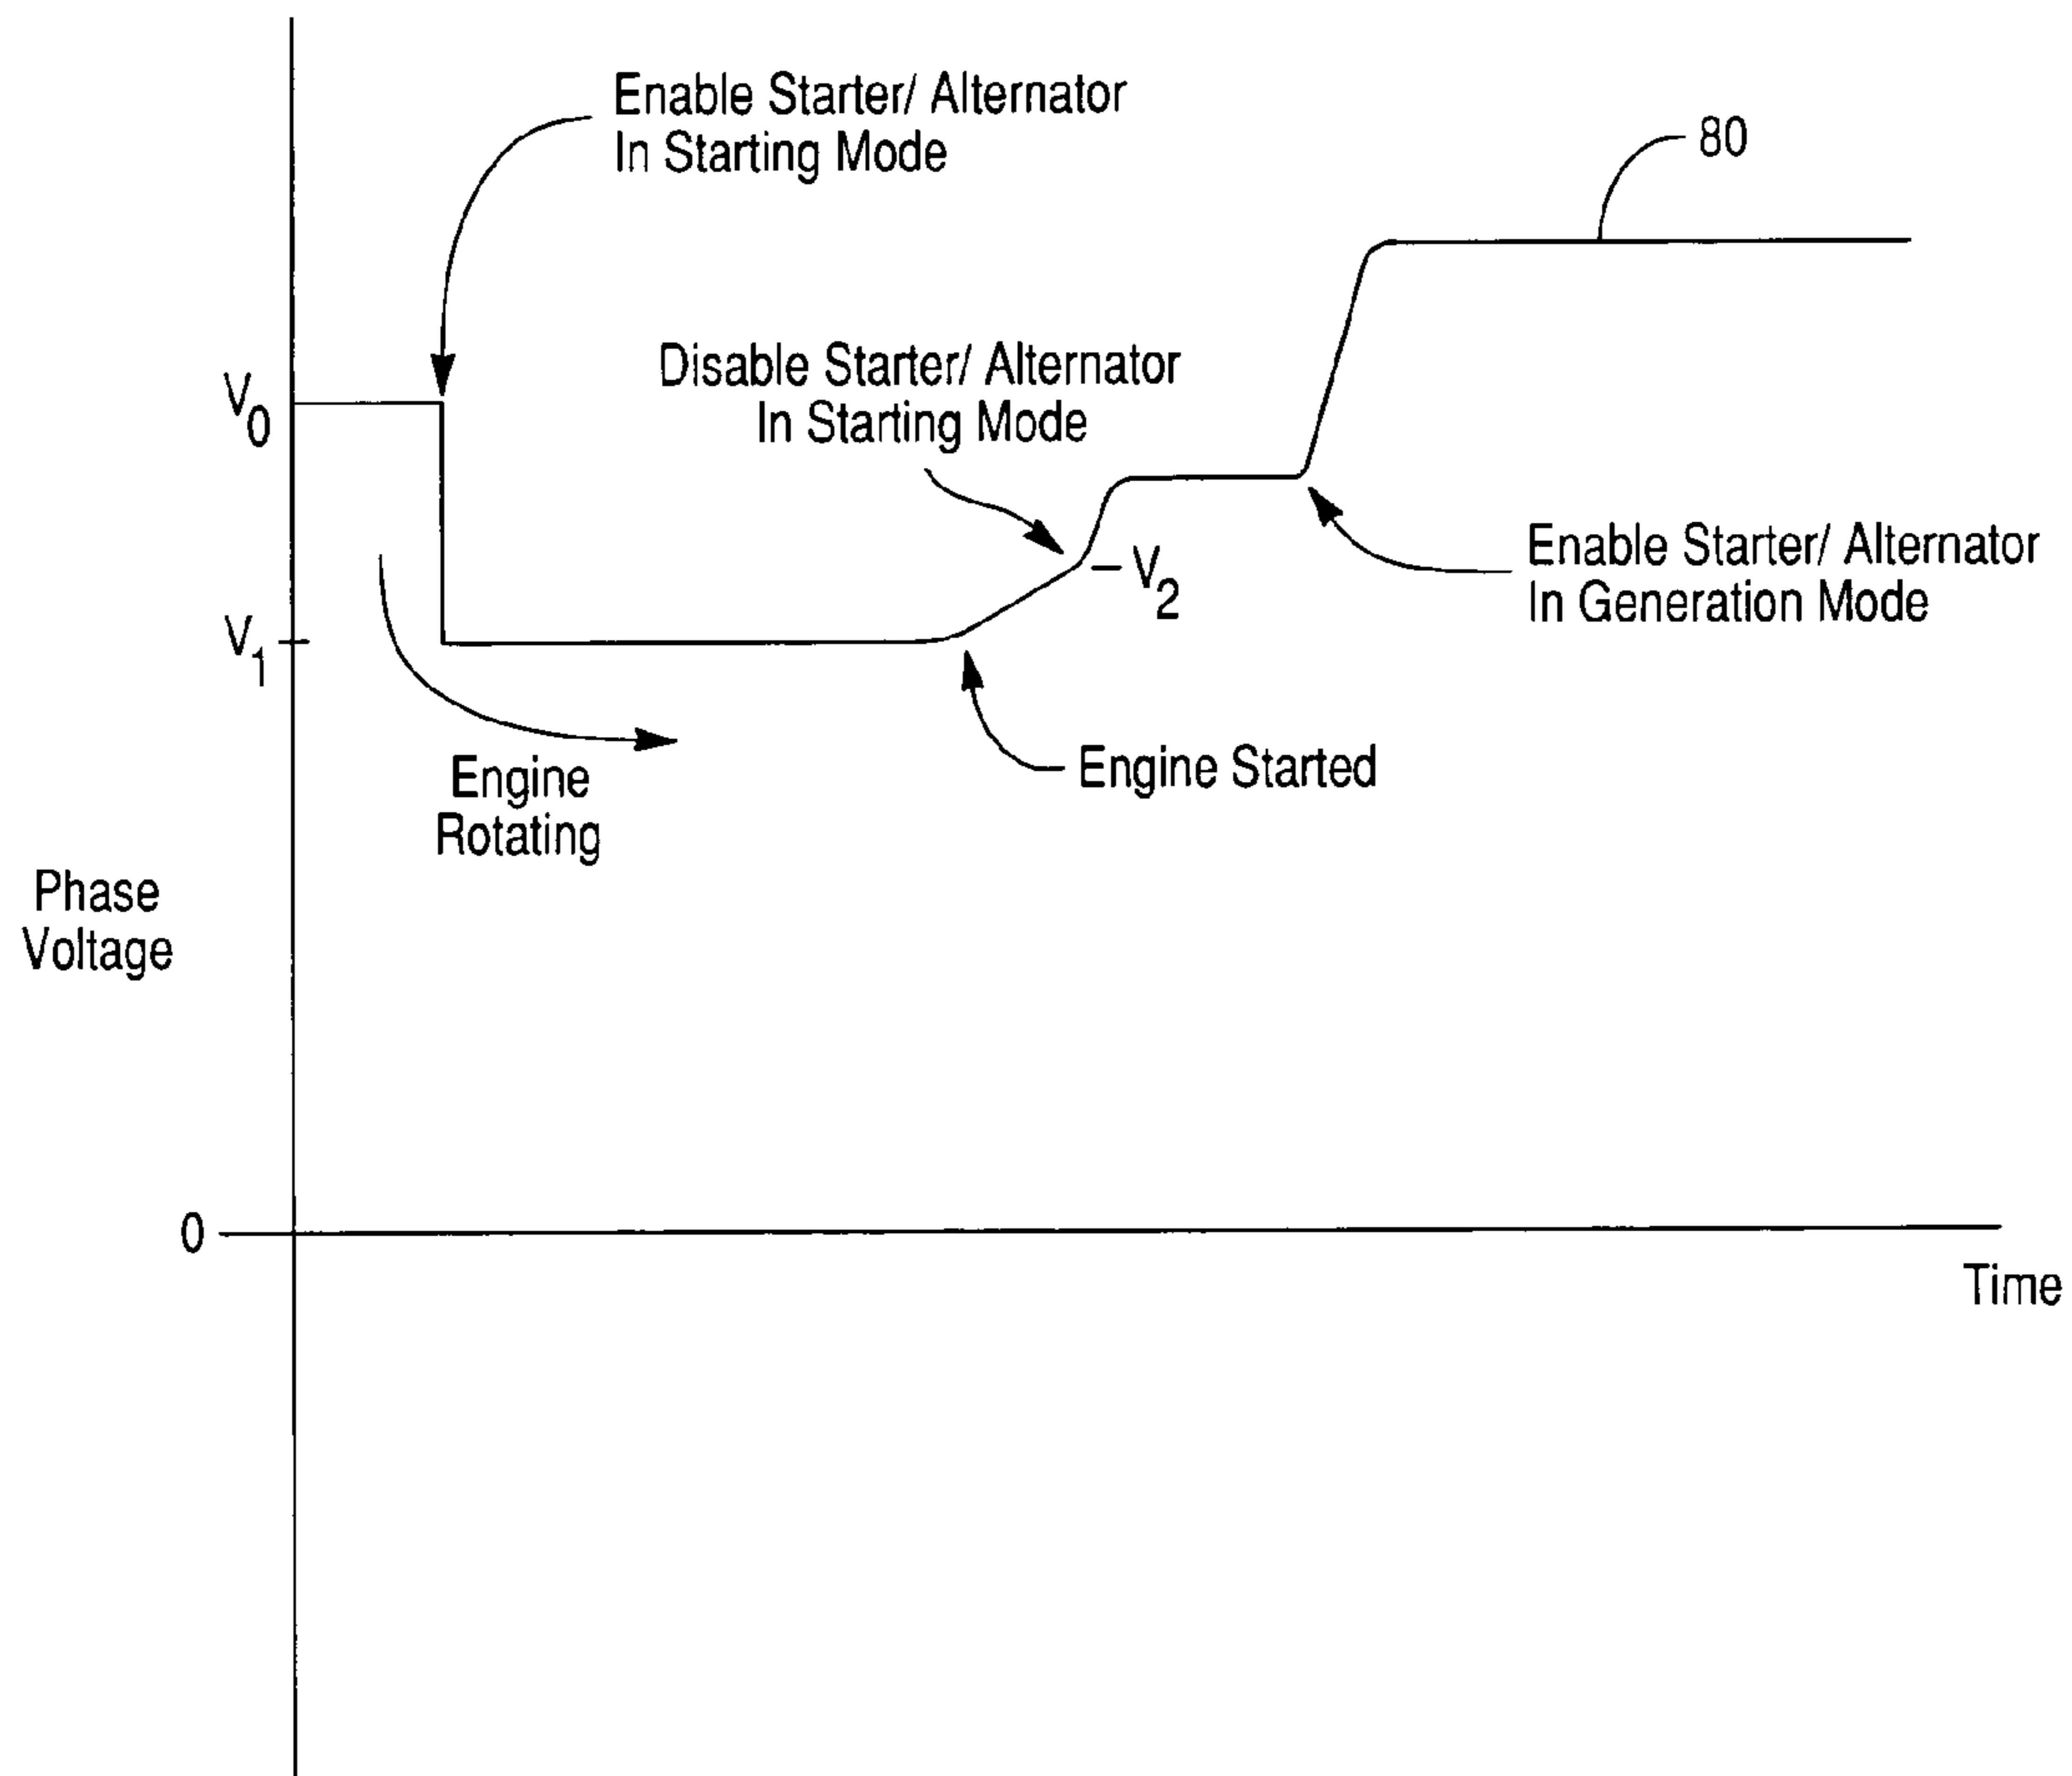 Enable Starter/ Alternator
In Starting Mode
80
Disable Starter/ Alternator
In Starting Mode
V0
V2
Enable Starter/ Alternator
In Generation Mode
V1
Engine Started
Engine
Rotating
Phase
Voltage
0
Time